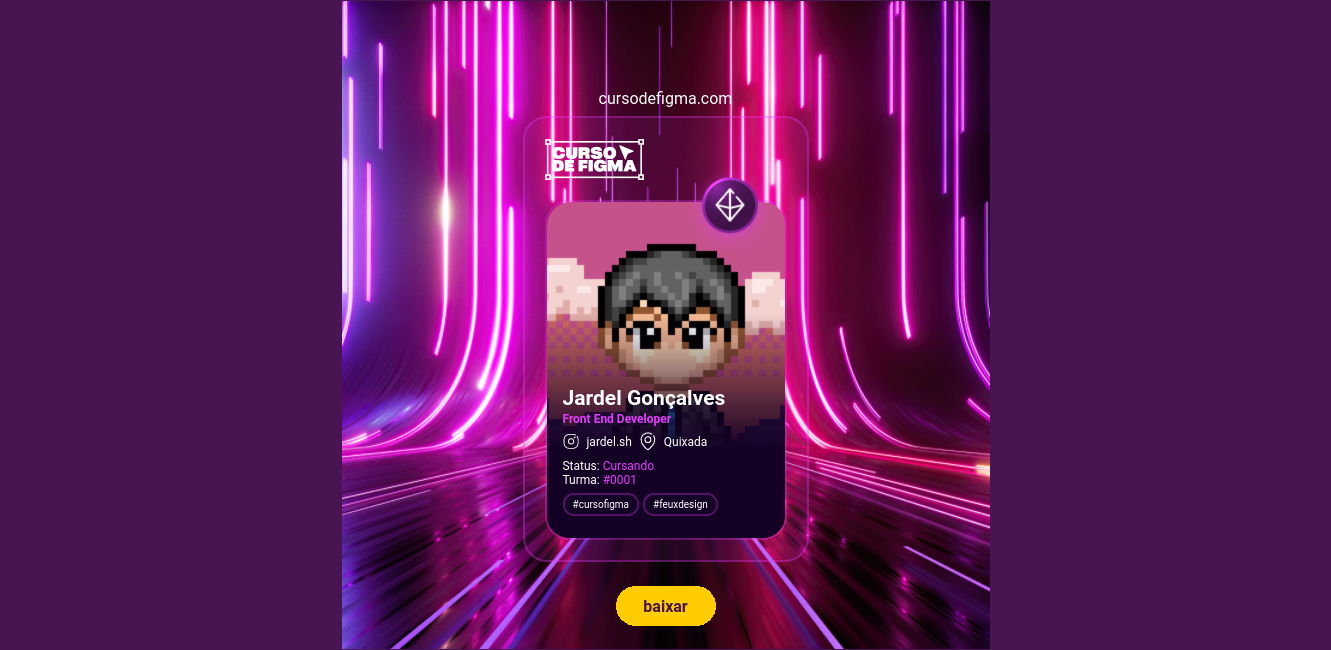 cursodefigma.com
CURSO
DE FIGMA
Jardel Gonçalves
Front End Developer
jardel.sh Quixada
Status: Cursando
Turma: #0001
#cursofigma #feuxdesign
baixar